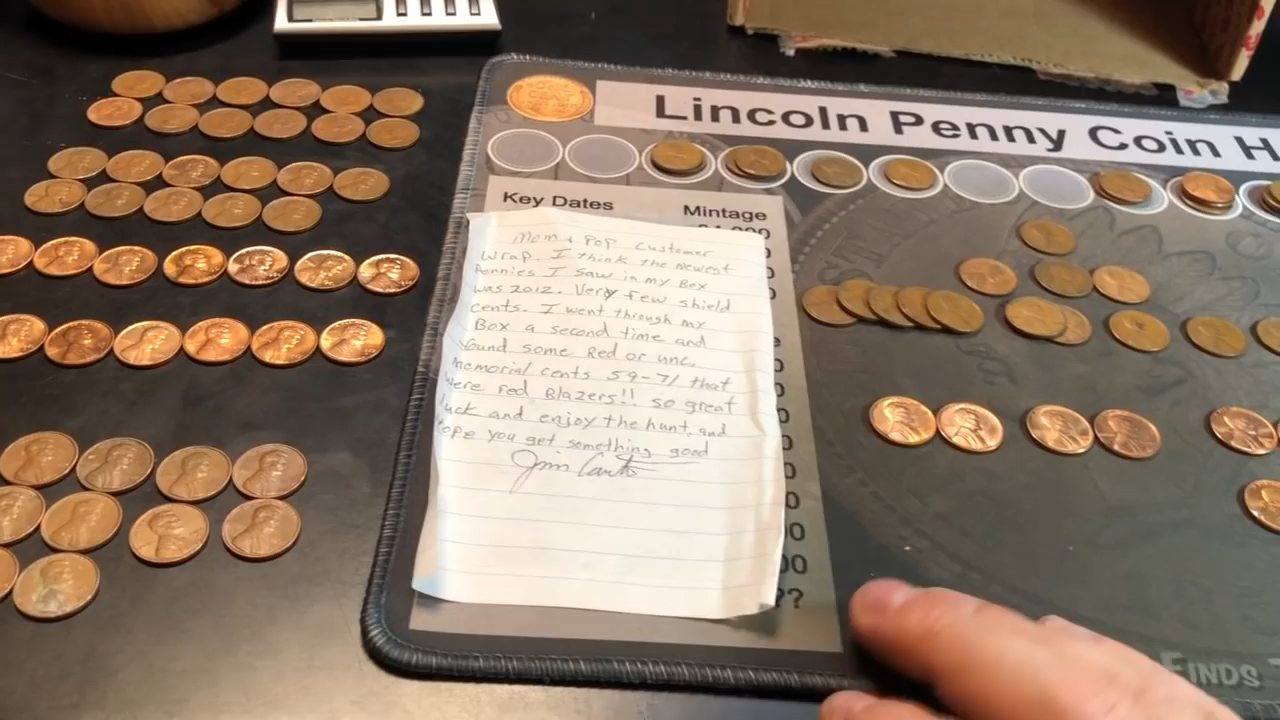 Lincoln Penny Coin H
Key Dates
Mintage
Mom & Pop Customer
Wrap. I think the Newest
Pennies I saw in my Box
was 2012. Very few shield
cents. I went through my
Box a second time and
found some Red or unc.
memorial cents 59-71 that
were red Blazers!! so great
luck and enjoy the hunt, and
hope you get something good
Jim
??
FINDS